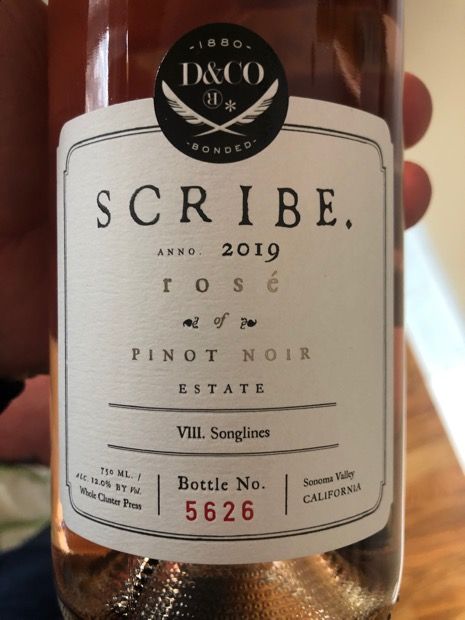 -1880-
D&CO
R *
-BONDED-
SCRIBE.
ANNO. 2019
rosé
of
PINOT NOIR
ESTATE
VIII. Songlines
750 ML. /
Alc. 12.0% BY Vol.
Whole Cluster Press
Bottle No.
5626
Sonoma Valley
CALIFORNIA